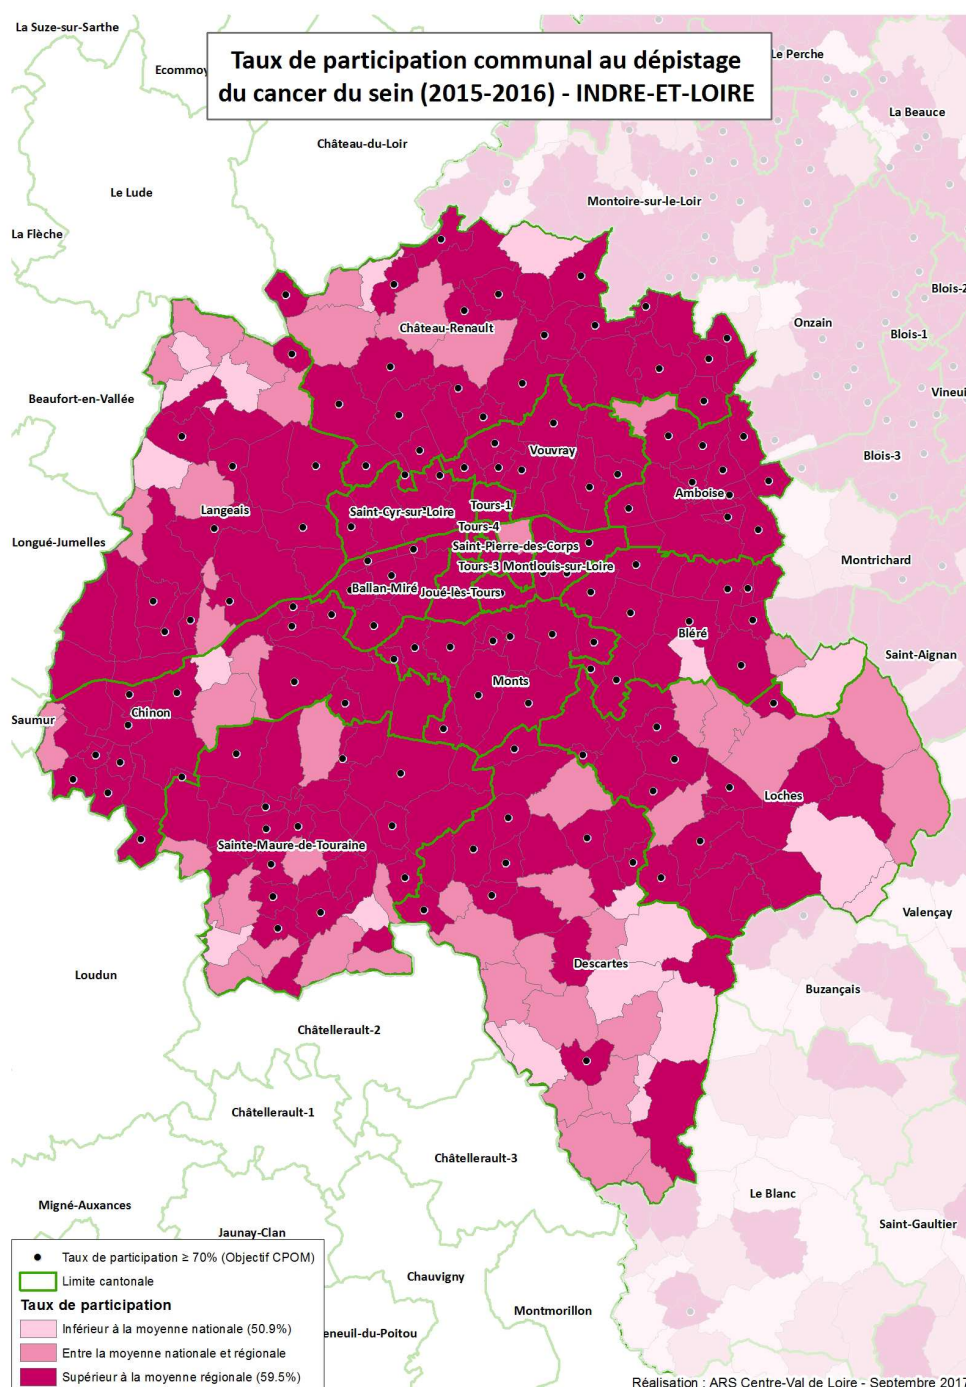 La Suze-sur-Sarthe
Taux de participation communal au dépistage
du cancer du sein (2015-2016) - INDRE-ET-LOIRE
Le Perche
Ecommoy
La Beauce
Château-du-Loir
Le Lude
Montoire-sur-le-Loir
La Flèche
Blois-2
Onzain
Château-Renault
Blois-1
Beaufort-en-Vallée
Vineuil
Vouvray
Blois-3
Amboise
Langeais
Saint-Cyr-sur-Loire
Tours-1
Tours-4
Longué-Jumelles
Saint-Pierre-des-Corps
Montrichard
Tours-3
Montlouis-sur-Loire
Ballan-Miré
Joué-lès-Tours
Bléré
Saint-Aignan
Monts
Saumur
Chinon
Loches
Sainte-Maure-de-Touraine
Valençay
Descartes
Loudun
Buzançais
Châtellerault-2
Châtellerault-1
Châtellerault-3
Le Blanc
Migné-Auxances
Saint-Gaultier
Jaunay-Clan
Chauvigny
Montmorillon
eneuil-du-Poitou
Taux de participation ≥ 70% (Objectif CPOM)
Limite cantonale
Taux de participation
Inférieur à la moyenne nationale (50.9%)
Entre la moyenne nationale et régionale
Supérieur à la moyenne régionale (59.5%)
Réalisation : ARS Centre-Val de Loire - Septembre 2017